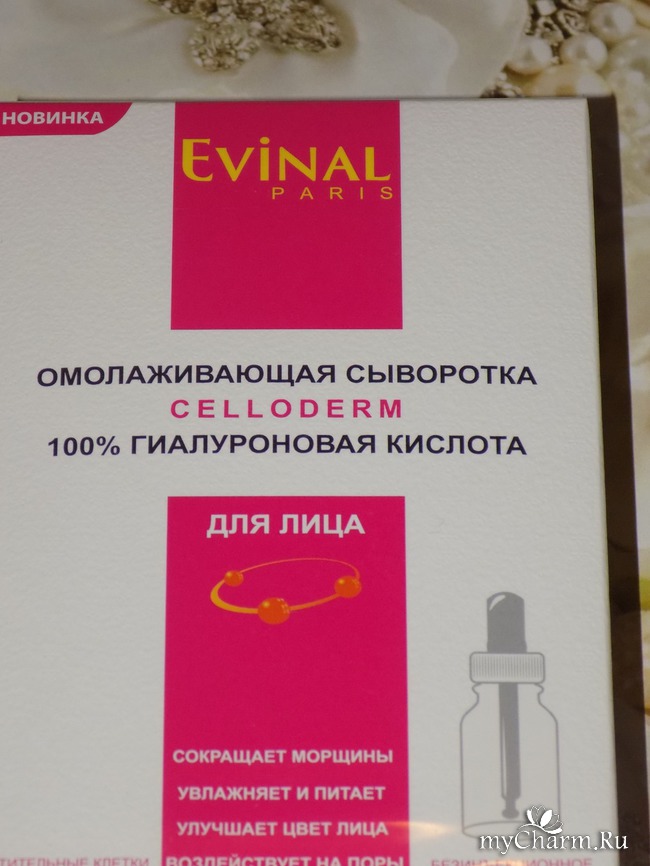 НОВИНКА
EVINAL
PARIS
ОМОЛАЖИВАЮЩАЯ СЫВОРОТКА
CELLODERM
100% ГИАЛУРОНОВАЯ КИСЛОТА
ДЛЯ ЛИЦА
СОКРАЩАЕТ МОРЩИНЫ
УВЛАЖНЯЕТ И ПИТАЕТ
УЛУЧШАЕТ ЦВЕТ ЛИЦА
ВОЗДЕЙСТВУЕТ НА ПОРЫ
КЛЕТКИ
myCharm.Ru